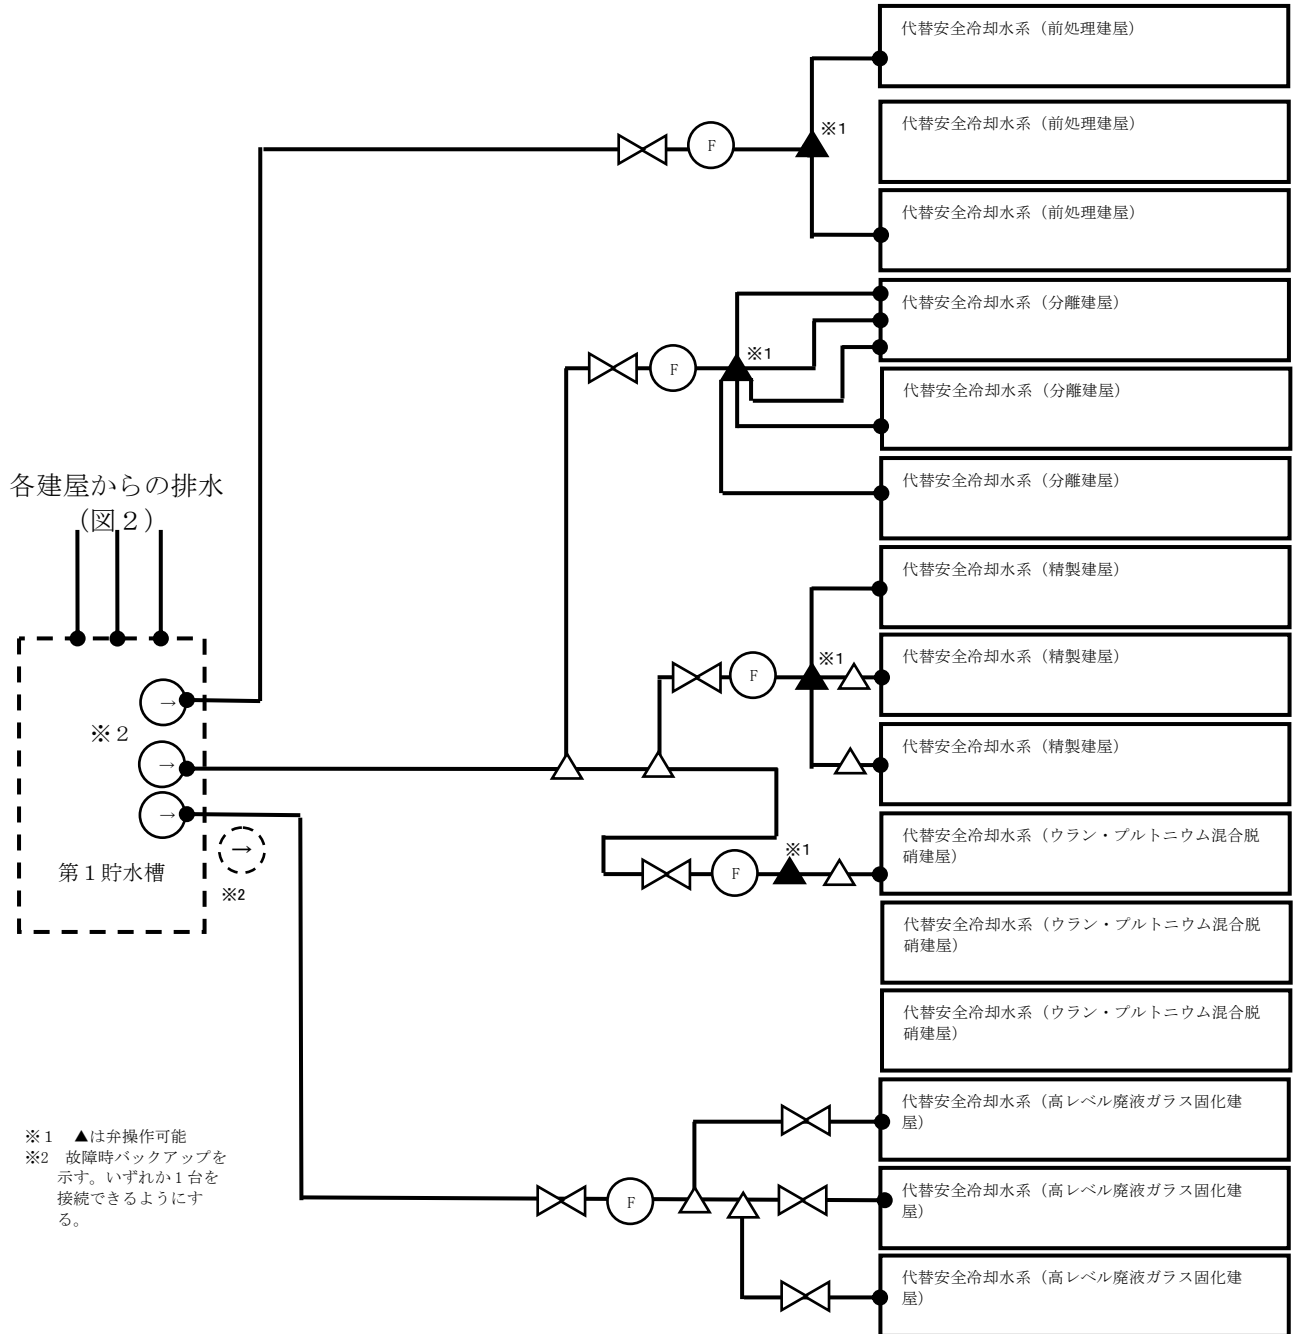 代替安全冷却水系（前処理建屋）
※1
F
代替安全冷却水系（前処理建屋）
代替安全冷却水系（前処理建屋）
代替安全冷却水系（分離建屋）
※1
F
代替安全冷却水系（分離建屋）
代替安全冷却水系（分離建屋）
各建屋からの排水
（図２）
代替安全冷却水系（精製建屋）
代替安全冷却水系（精製建屋）
※1
F
→
※２
代替安全冷却水系（精製建屋）
→
→
→
第１貯水槽
※2
代替安全冷却水系（ウラン・プルトニウム混合脱
硝建屋）
※1
F
代替安全冷却水系（ウラン・プルトニウム混合脱
硝建屋）
代替安全冷却水系（ウラン・プルトニウム混合脱
硝建屋）
代替安全冷却水系（高レベル廃液ガラス固化建
屋）
代替安全冷却水系（高レベル廃液ガラス固化建
屋）
F
代替安全冷却水系（高レベル廃液ガラス固化建
屋）
※１　▲は弁操作可能
※2　故障時バックアップを
示す。いずれか１台を
接続できるようにす
る。